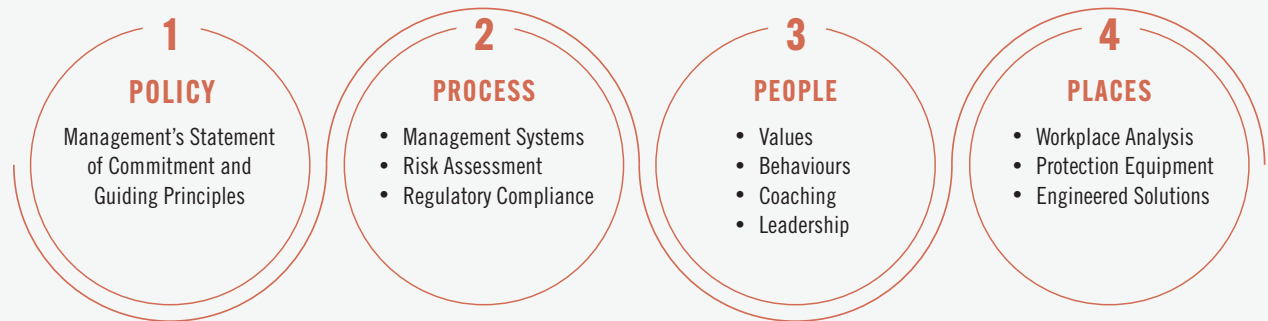 1
POLICY
Management’s Statement
of Commitment and
Guiding Principles
2
PROCESS
• Management Systems
• Risk Assessment
• Regulatory Compliance
3
PEOPLE
• Values
• Behaviours
• Coaching
• Leadership
4
PLACES
• Workplace Analysis
• Protection Equipment
• Engineered Solutions